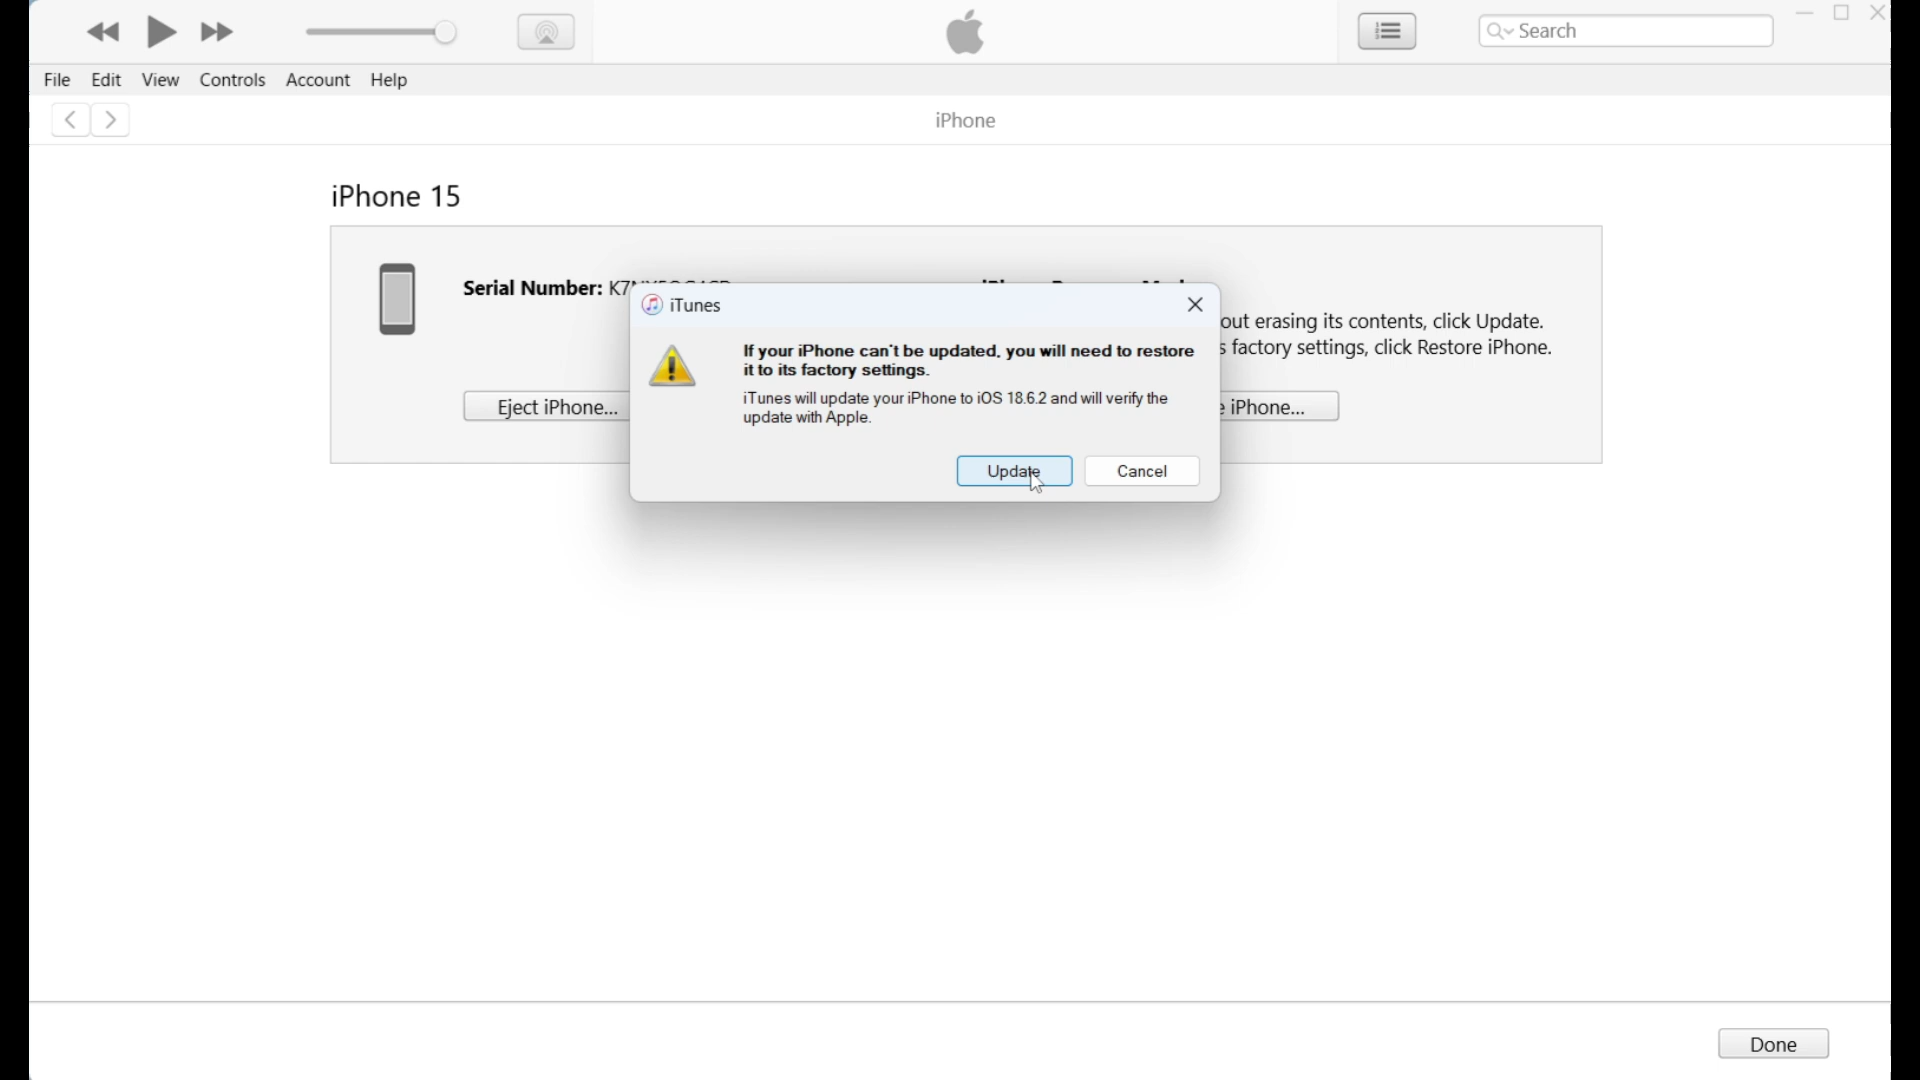 Search
File Edit View Controls Account Help
iPhone
iPhone 15
Serial Number:
iTunes
If your iPhone can't be updated, you will need to restore
it to its factory settings.
iTunes will update your iPhone to iOS 18.6.2 and will verify the
update with Apple.
Update Cancel
out erasing its contents, click Update.
s factory settings, click Restore iPhone.
Eject iPhone...
e iPhone...
Done